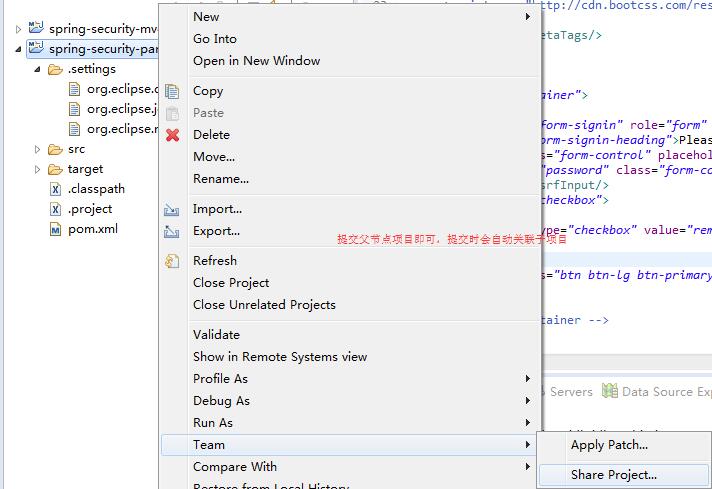 spring-security-mv
spring-security-par
.settings
org.eclipse.
org.eclipse.j
org.eclipse.
src
target
.classpath
.project
pom.xml
New
Go Into
Open in New Window
Copy
Paste
Delete
Move...
Rename...
Import...
Export...
提交父节点项目即可，提交时会自动关联子项目
Refresh
Close Project
Close Unrelated Projects
Validate
Show in Remote Systems view
Profile As
Debug As
Run As
Team
Compare With
Restore from Local History
Apply Patch...
Share Project...
http://cdn.bootcss.com/res
etaTags/>
ainer">
form-signin" role="form"
form-signin-heading">Pleas
s="form-control" placehol
"password" class="form-co
srfInput/>
checkbox">
ype="checkbox" value="rem
s="btn btn-lg btn-primary
tainer -->
Servers
Data Source Exp